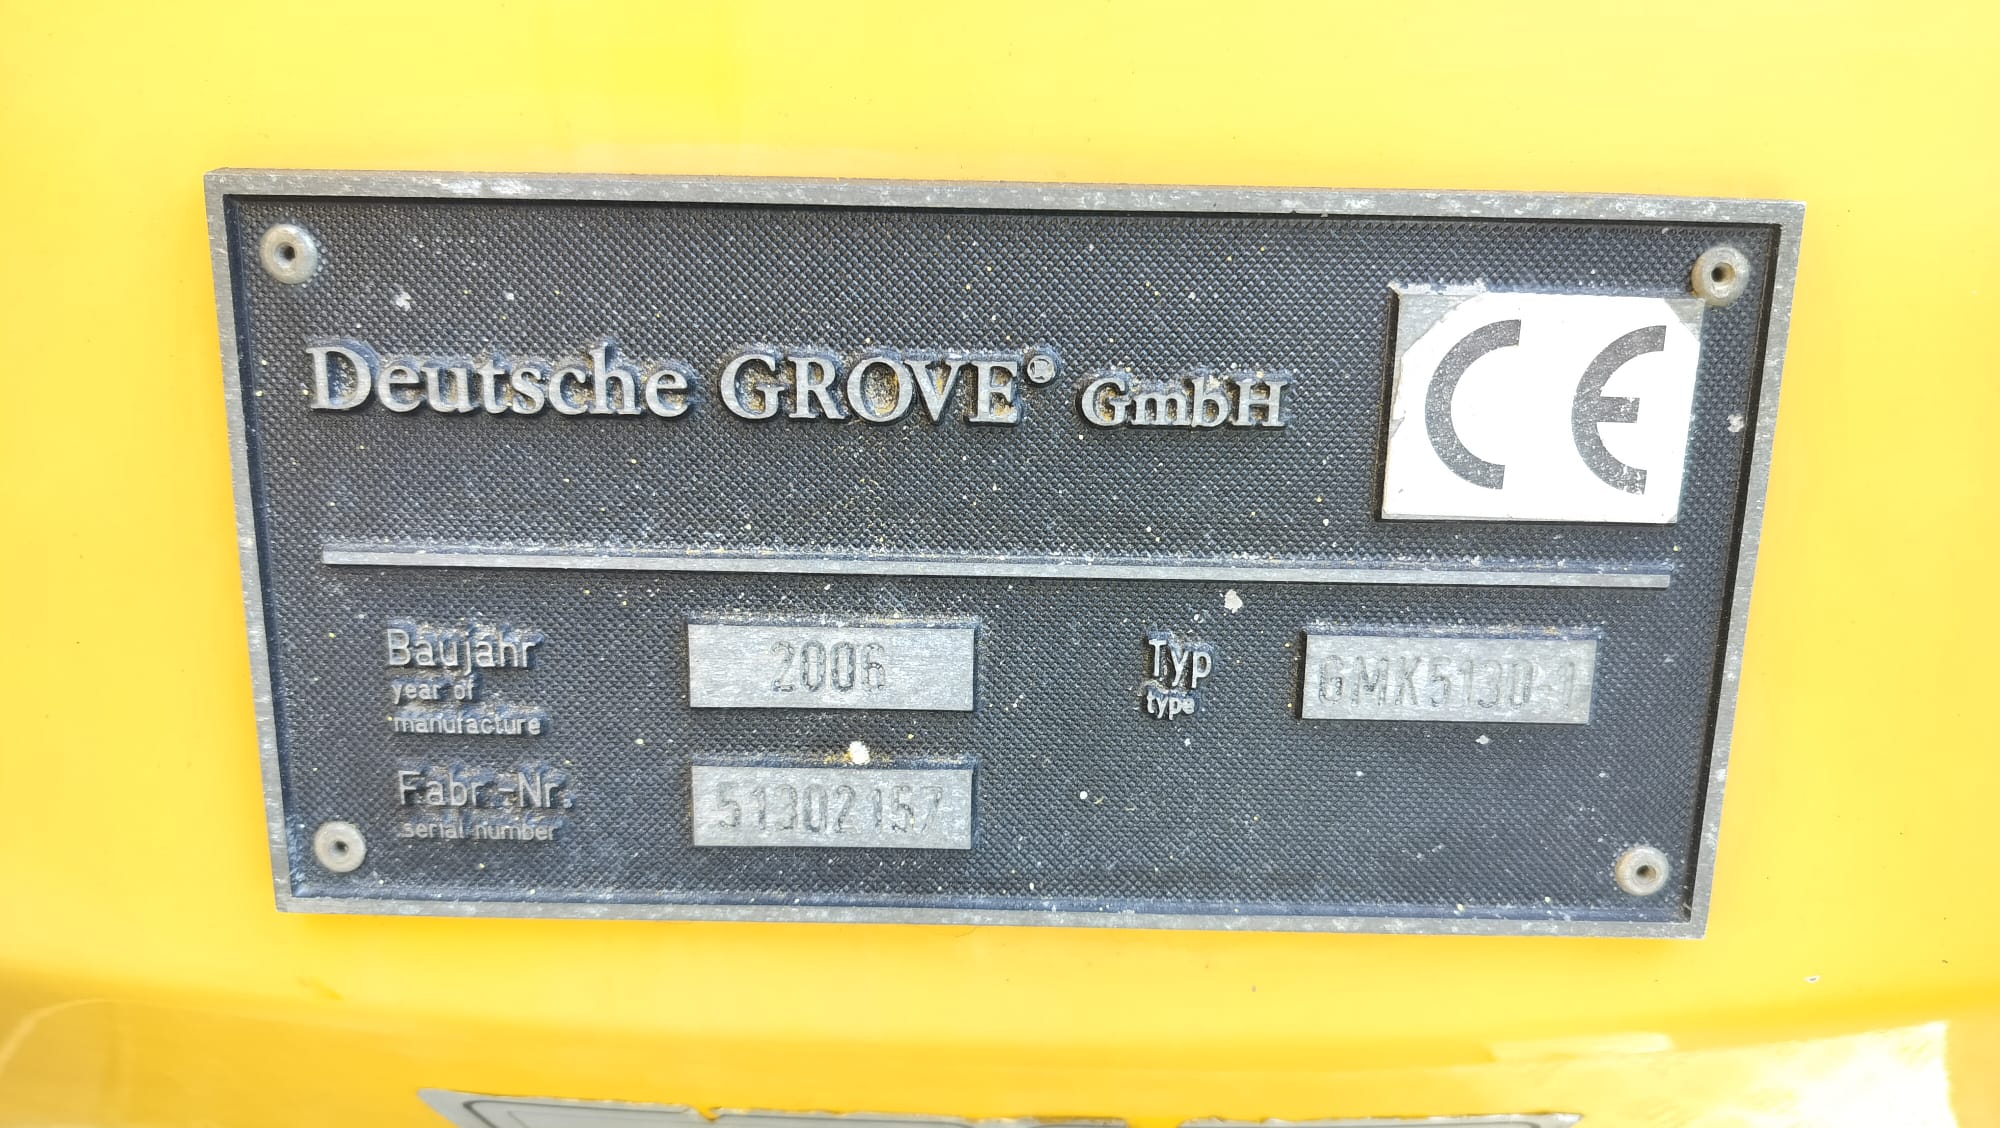 Deutsche GROVE® GmbH
CE
Baujahr
year of
manufacture
2006
Typ
type
GMK5130-1
Fabr.-Nr.
serial number
51302157